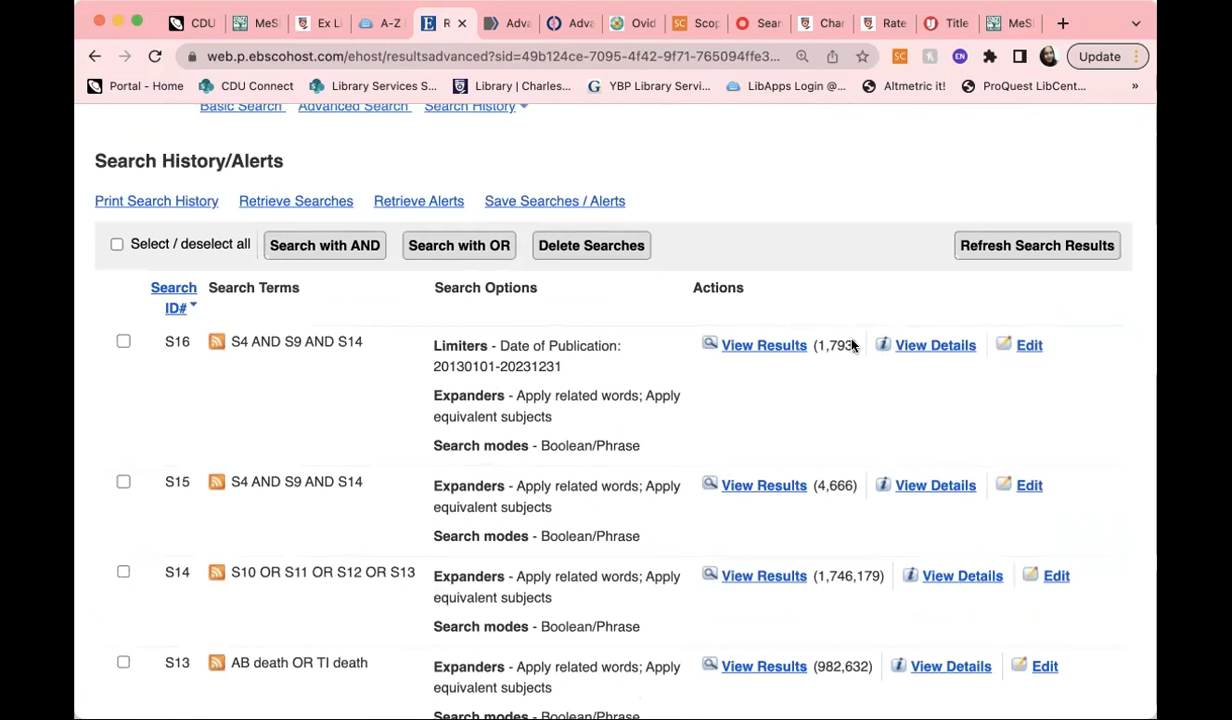 CDU MeSH Ex Li A-Z R Adva Adva Ovid SC Scop Sear Char Rate Title MeSH
web.p.ebscohost.com/ehost/resultsadvanced?sid=49b124ce-7095-4f42-9f71-765094ffe3... Update
Portal - Home CDU Connect Library Services S... Library | Charles... YBP Library Servi... LibApps Login @... Altmetric it! ProQuest LibCent... »
Basic Search Advanced Search Search History
Search History/Alerts
Print Search History Retrieve Searches Retrieve Alerts Save Searches / Alerts
Select / deselect all Search with AND Search with OR Delete Searches Refresh Search Results
Search Search Terms Search Options Actions
ID#
S16 S4 AND S9 AND S14 Limiters - Date of Publication: View Results (1,793) View Details Edit
20130101-20231231
Expanders - Apply related words; Apply
equivalent subjects
Search modes - Boolean/Phrase
S15 S4 AND S9 AND S14 Expanders - Apply related words; Apply View Results (4,666) View Details Edit
equivalent subjects
Search modes - Boolean/Phrase
S14 S10 OR S11 OR S12 OR S13 Expanders - Apply related words; Apply View Results (1,746,179) View Details Edit
equivalent subjects
Search modes - Boolean/Phrase
S13 AB death OR TI death Expanders - Apply related words; Apply View Results (982,632) View Details Edit
equivalent subjects
Search modes - Boolean/Phrase